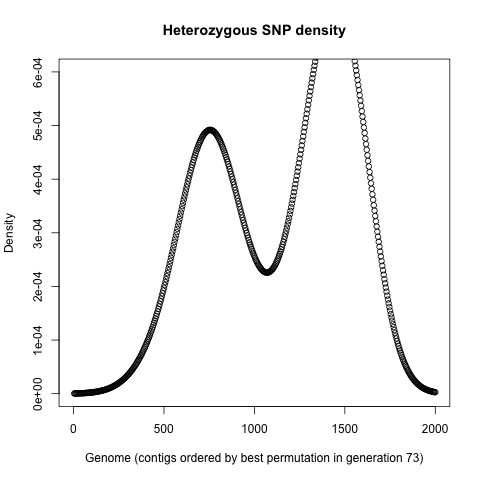 Heterozygous SNP density
6e-04
5e-04
4e-04
3e-04
2e-04
1e-04
0e+00
Density
0 500 1000 1500 2000
Genome (contigs ordered by best permutation in generation 73)